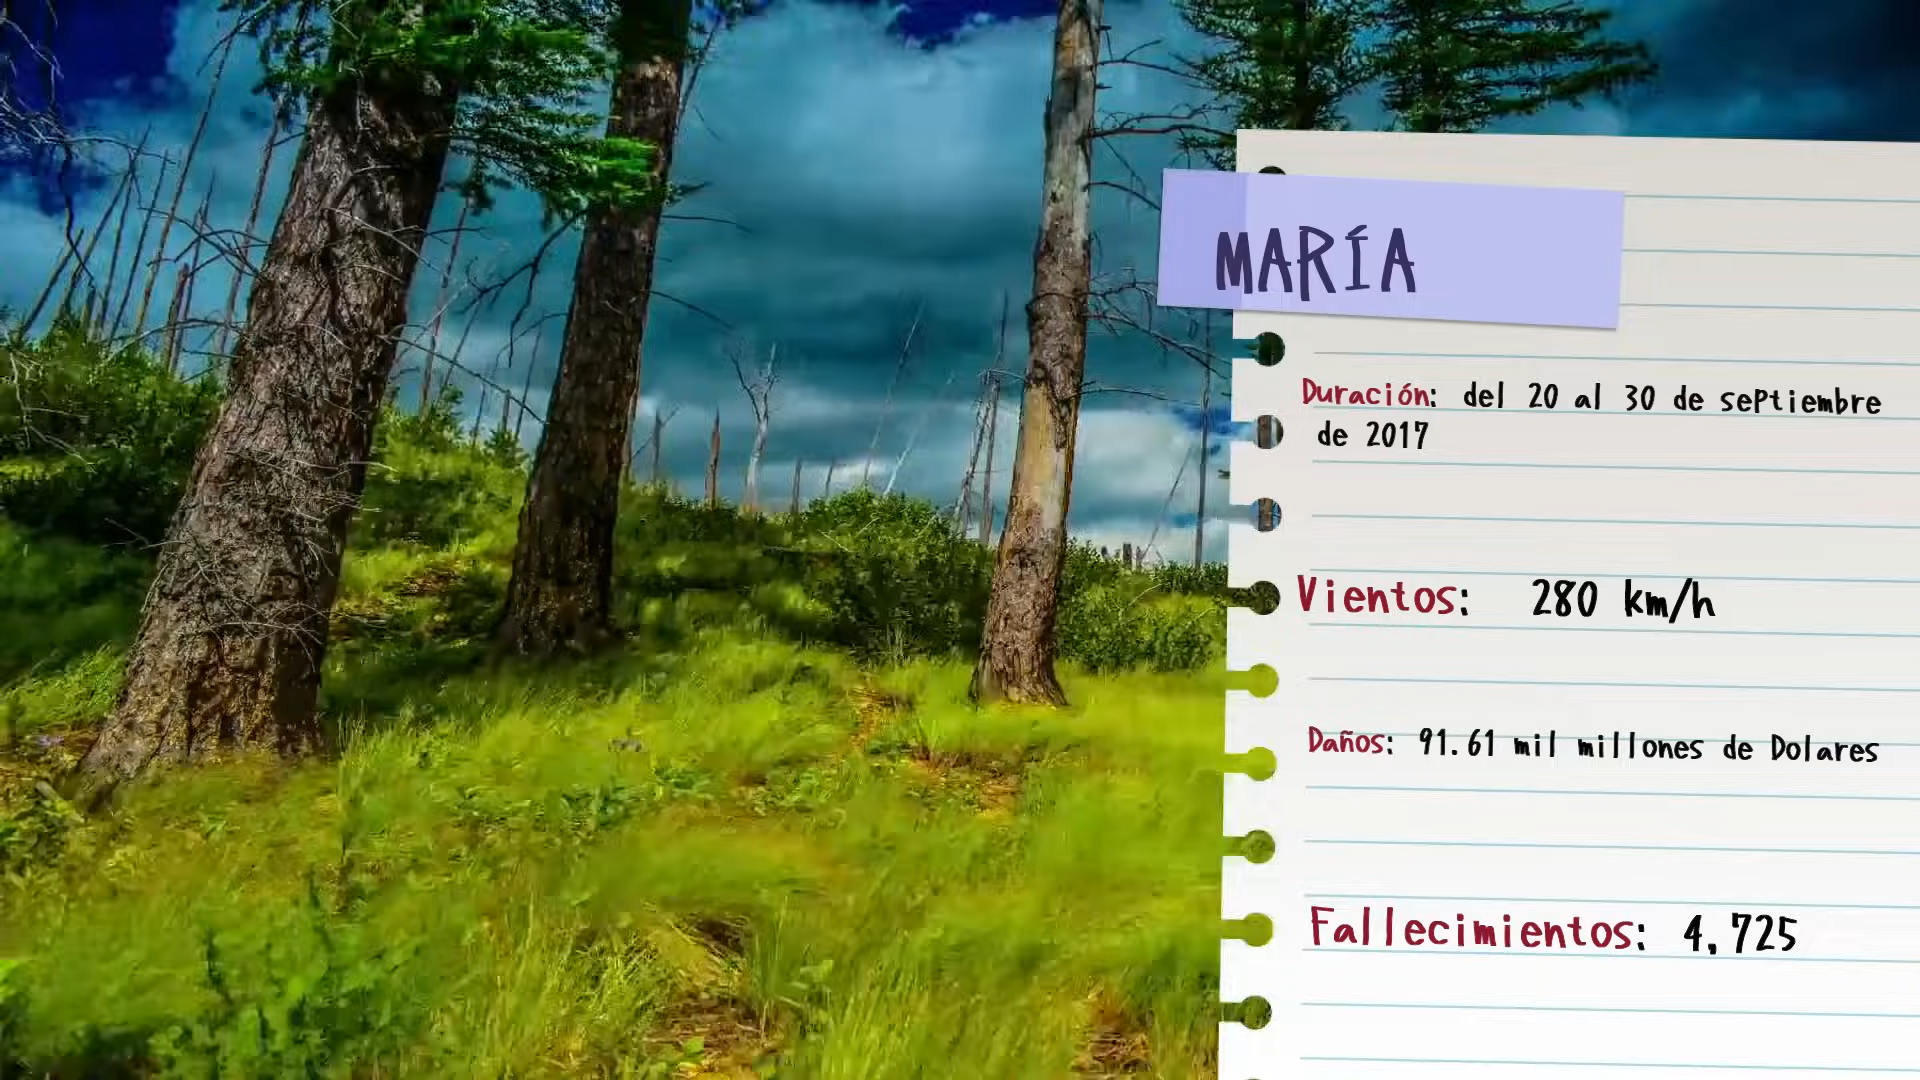 MARÍA
Duración: del 20 al 30 de septiembre
de 2017
Vientos: 280 km/h
Daños: 91.61 mil millones de Dolares
Fallecimientos: 4,725